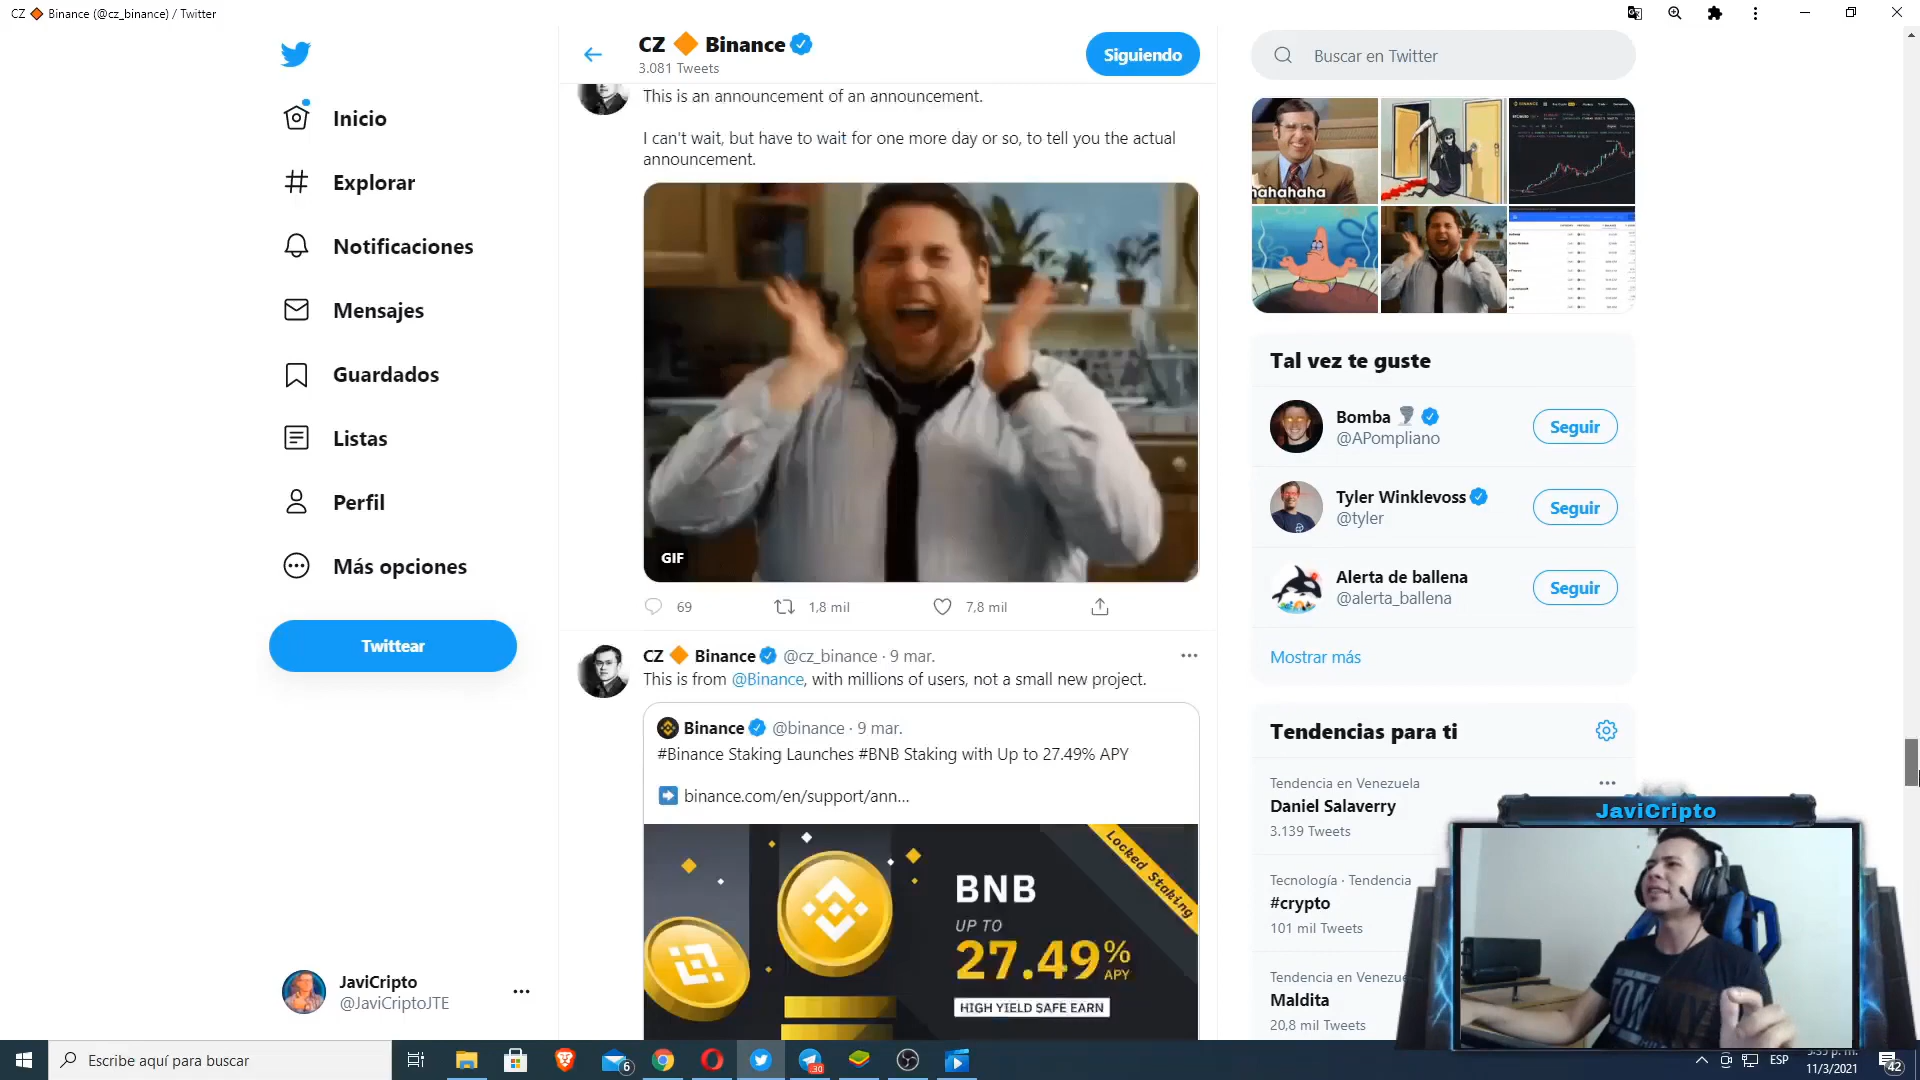 CZ 🔶 Binance (@cz_binance) / Twitter
Inicio
Explorar
Notificaciones
Mensajes
Guardados
Listas
Perfil
Más opciones
Twittear
JaviCripto
@JaviCriptoJTE
CZ 🔶 Binance
3.081 Tweets
Siguiendo
This is an announcement of an announcement.
I can't wait, but have to wait for one more day or so, to tell you the actual
announcement.
GIF
69
1,8 mil
7,8 mil
CZ 🔶 Binance @cz_binance · 9 mar.
This is from @Binance, with millions of users, not a small new project.
Binance @binance · 9 mar.
#Binance Staking Launches #BNB Staking with Up to 27.49% APY
➡️ binance.com/en/support/ann...
Locked Staking
BNB
UP TO
27.49% APY
HIGH YIELD SAFE EARN
Buscar en Twitter
hahahaha
BINANCE
Tal vez te guste
Bomba 🌪
@APompliano
Seguir
Tyler Winklevoss
@tyler
Seguir
Alerta de ballena
@alerta_ballena
Seguir
Mostrar más
Tendencias para ti
Tendencia en Venezuela
Daniel Salaverry
3.139 Tweets
Tecnología · Tendencia
#crypto
101 mil Tweets
Tendencia en Venezue
Maldita
20,8 mil Tweets
JaviCripto
Escribe aquí para buscar
6
30
ESP
11/3/2021
42